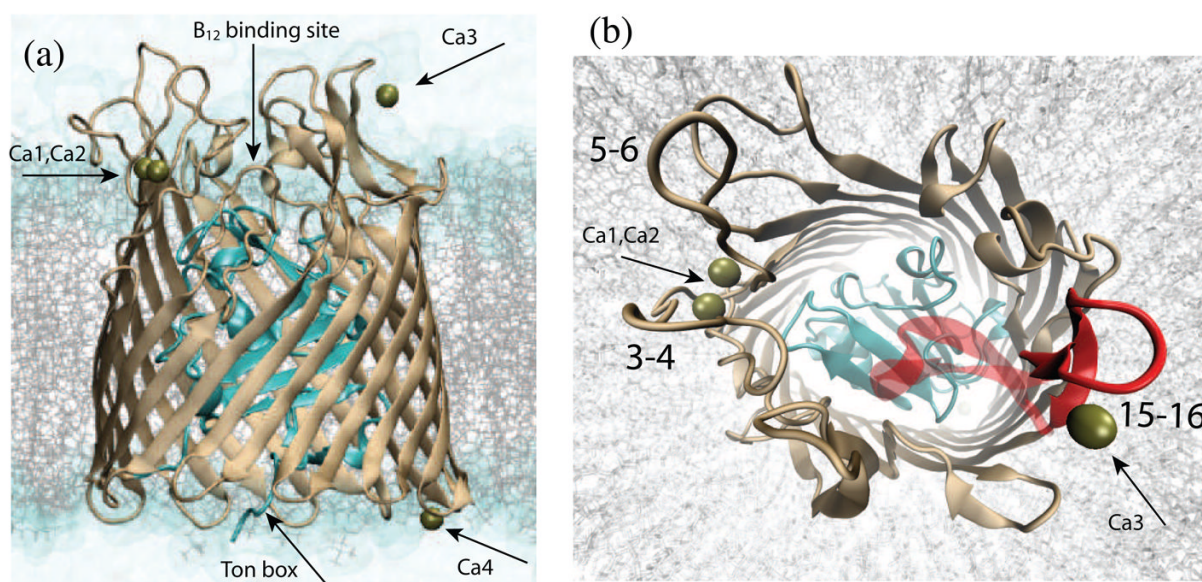 (a)
B₁₂ binding site
Ca3
Ca1,Ca2
Ton box
Ca4
(b)
5-6
Ca1,Ca2
3-4
15-16
Ca3